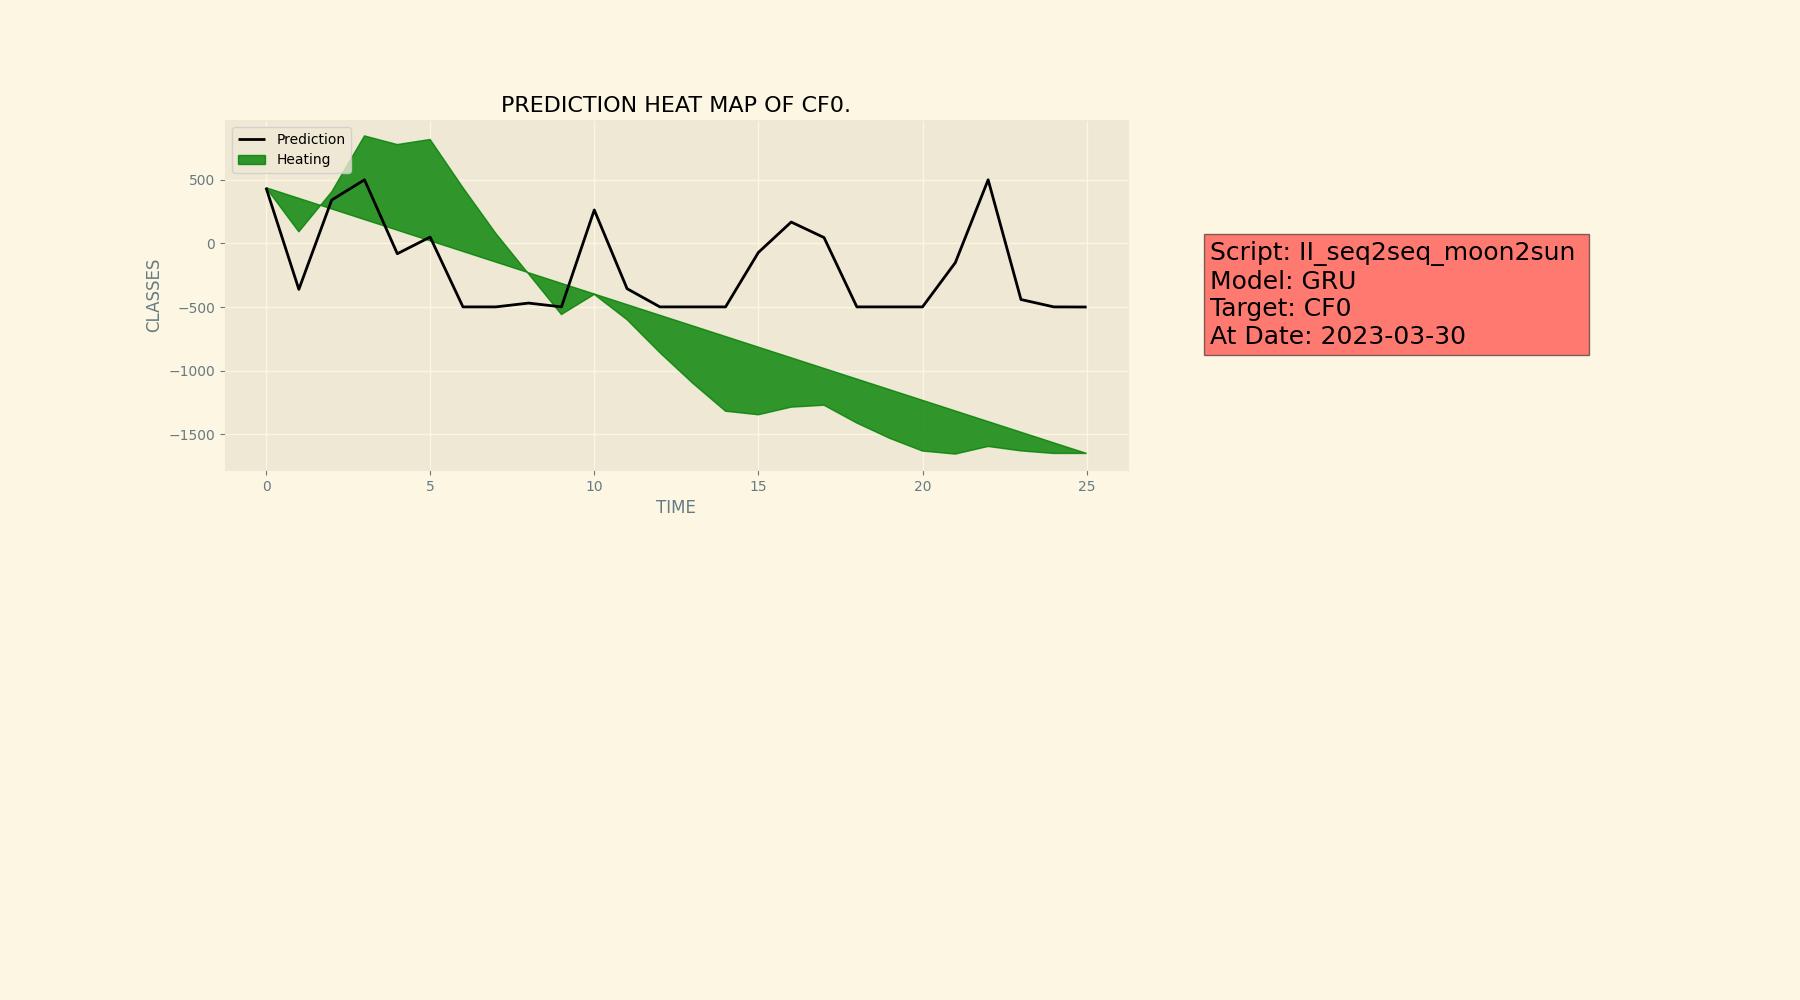 PREDICTION HEAT MAP OF CF0.
Prediction
Heating
500
0
−500
−1000
−1500
CLASSES
0 5 10 15 20 25
TIME
Script: II_seq2seq_moon2sun
Model: GRU
Target: CF0
At Date: 2023-03-30